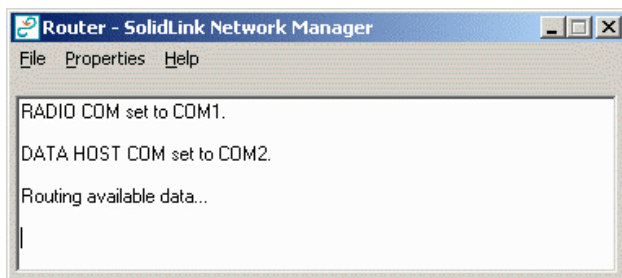 Router - SolidLink Network Manager
File Properties Help
RADIO COM set to COM1.
DATA HOST COM set to COM2.
Routing available data...